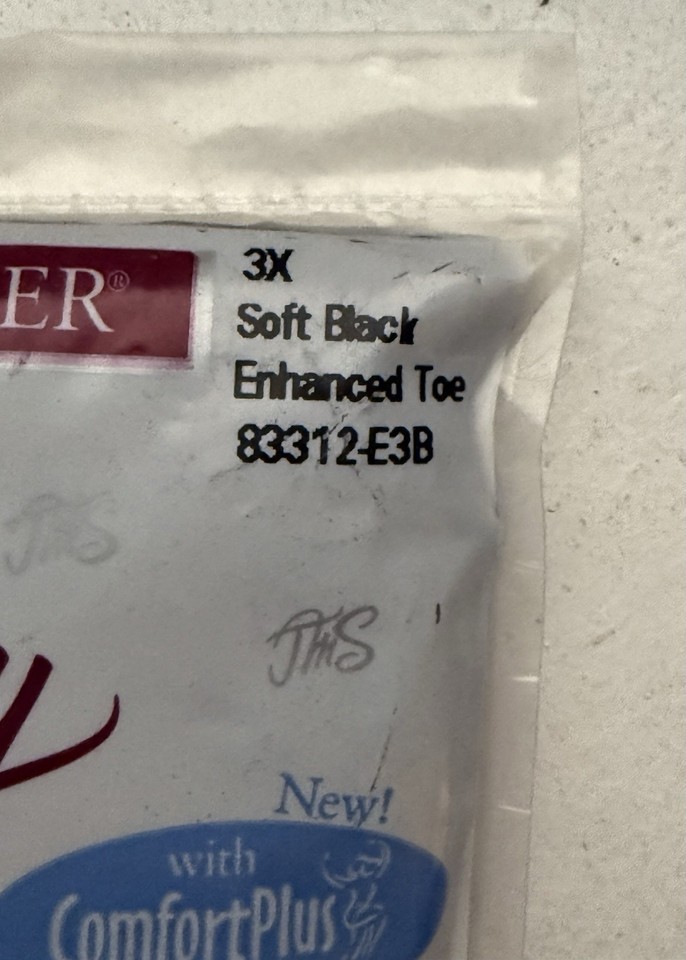 3X
ER®
Soft Black
Enhanced Toe
83312-E3B
JMS
JMS
New!
with
ComfortPlus